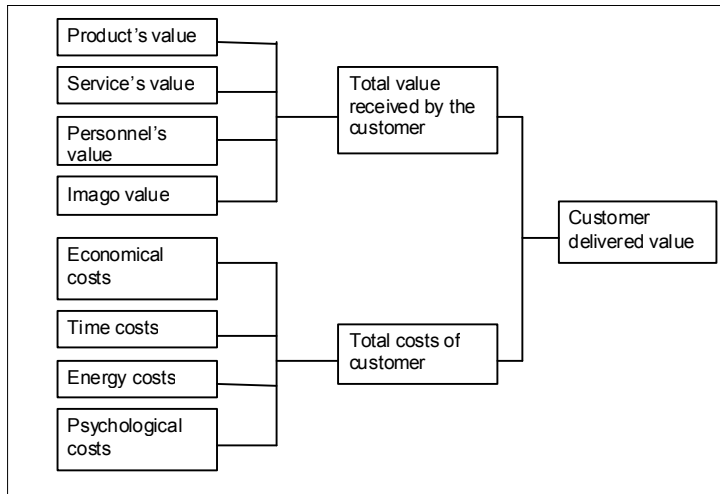 Product's value
Service's value
Personnel's
value
Imago value
Total value
received by the
customer
Customer
delivered value
Economical
costs
Time costs
Energy costs
Psychological
costs
Total costs of
customer